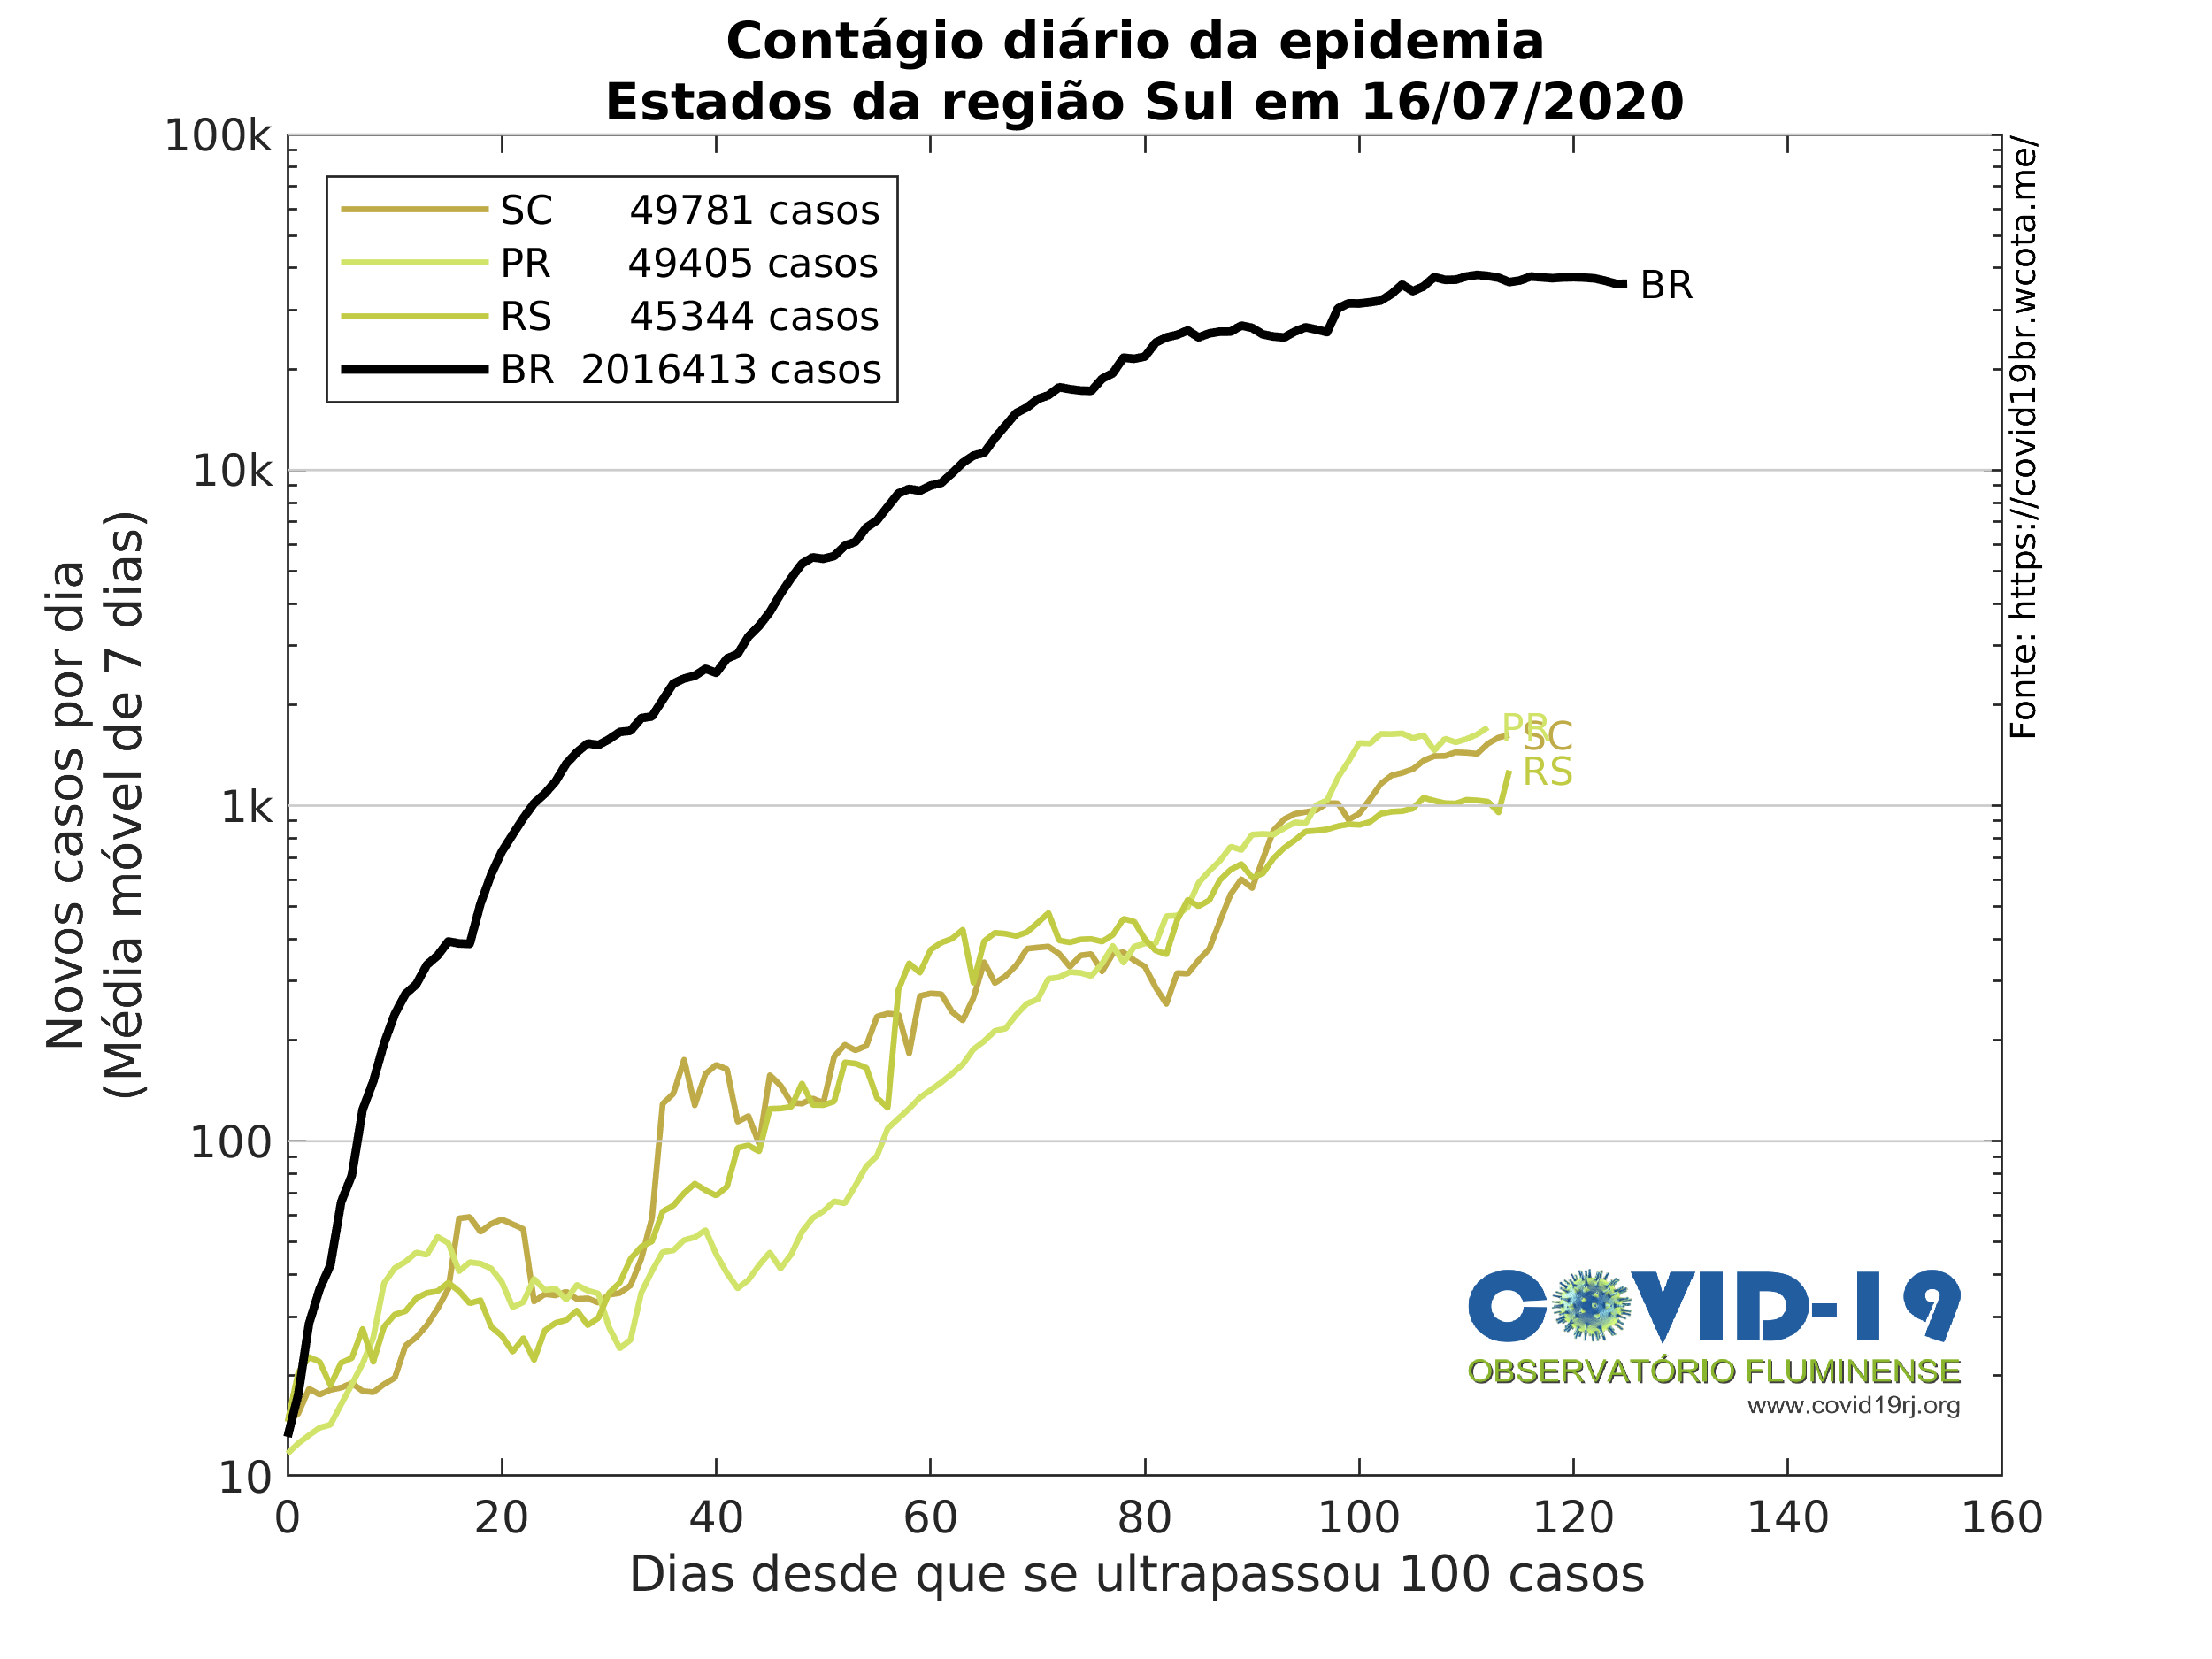 Contágio diário da epidemia
Estados da região Sul em 16/07/2020
100k
10k
1k
100
10
SC 49781 casos
PR 49405 casos
RS 45344 casos
BR 2016413 casos
Novos casos por dia
(Média móvel de 7 dias)
BR
PR
SC
RS
Fonte: https://covid19br.wcota.me/
COVID-19
OBSERVATÓRIO FLUMINENSE
www.covid19rj.org
0 20 40 60 80 100 120 140 160
Dias desde que se ultrapassou 100 casos